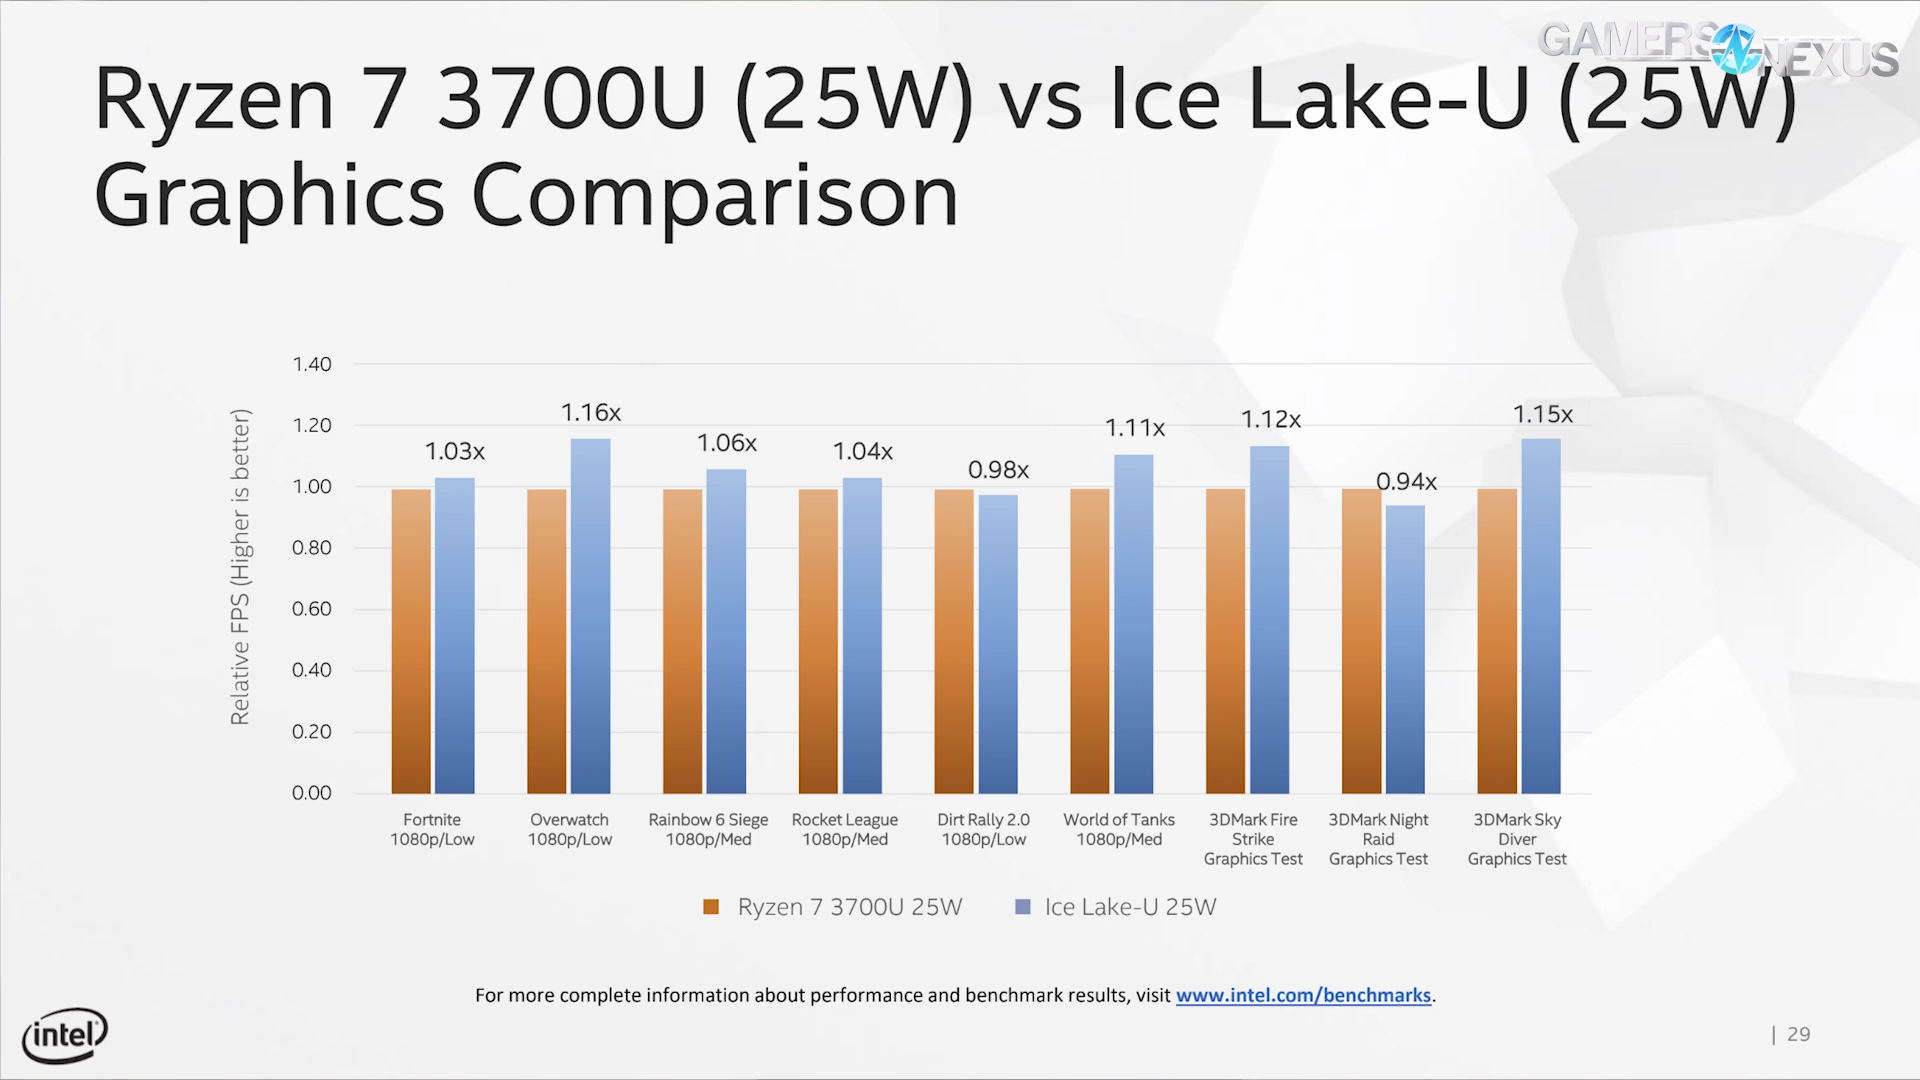 GAMERS NEXUS
Ryzen 7 3700U (25W) vs Ice Lake-U (25W)
Graphics Comparison
Relative FPS (Higher is better)
1.40
1.20
1.00
0.80
0.60
0.40
0.20
0.00
1.03x
1.16x
1.06x
1.04x
0.98x
1.11x
1.12x
0.94x
1.15x
Fortnite
1080p/Low
Overwatch
1080p/Low
Rainbow 6 Siege
1080p/Med
Rocket League
1080p/Med
Dirt Rally 2.0
1080p/Low
World of Tanks
1080p/Med
3DMark Fire
Strike
Graphics Test
3DMark Night
Raid
Graphics Test
3DMark Sky
Diver
Graphics Test
Ryzen 7 3700U 25W
Ice Lake-U 25W
For more complete information about performance and benchmark results, visit www.intel.com/benchmarks.
intel
| 29